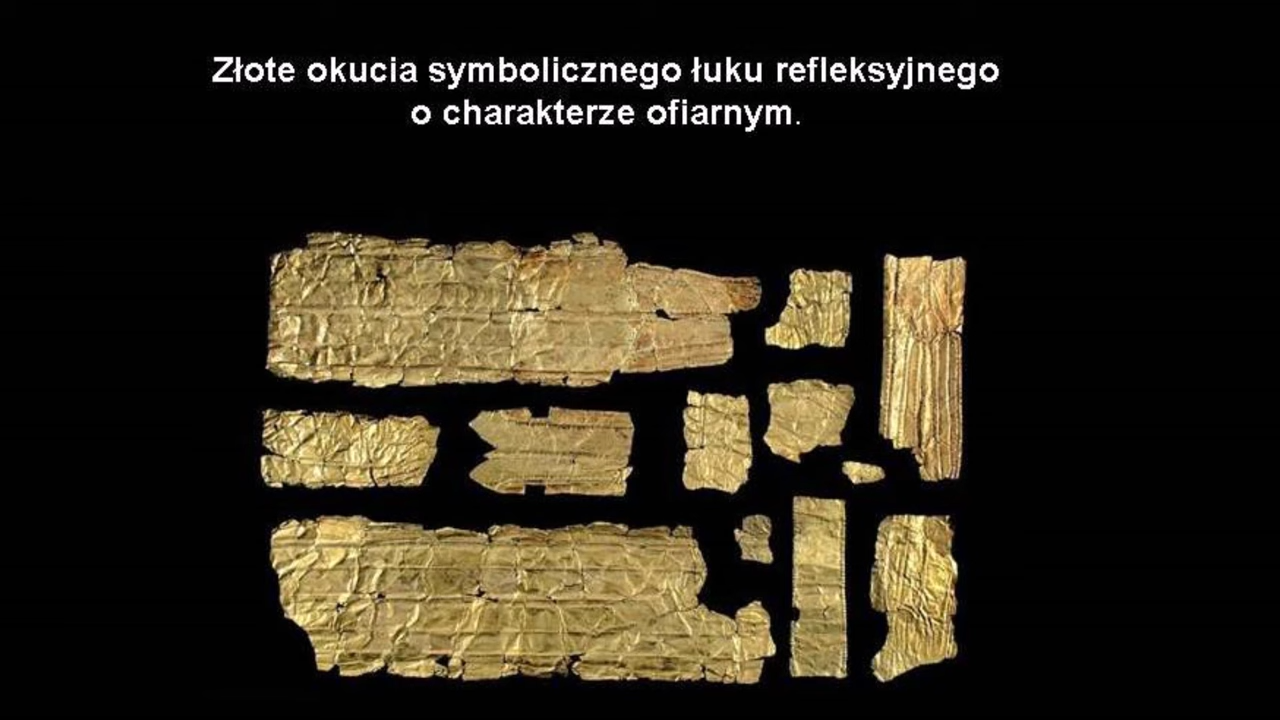 Złote okucia symbolicznego łuku refleksyjnego
o charakterze ofiarnym.